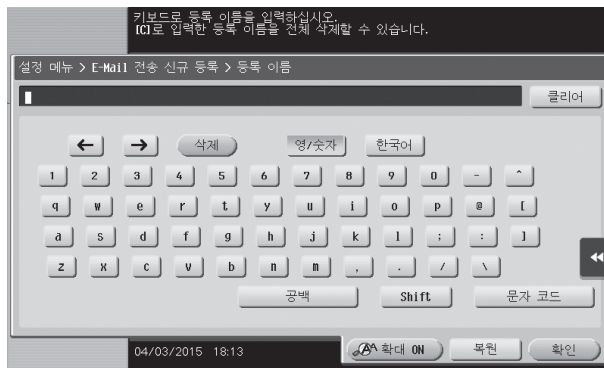 키보드로 등록 이름을 입력하십시오.
[C]로 입력한 등록 이름을 전체 삭제할 수 있습니다.
설정 메뉴 > E-Mail 전송 신규 등록 > 등록 이름
클리어
← → 삭제 영/숫자 한국어
1 2 3 4 5 6 7 8 9 0 - ^
q w e r t y u i o p @ [
a s d f g h j k l ; : ]
z x c v b n m , . / \
공백 Shift 문자 코드
04/03/2015 18:13 확대 ON 복원 확인